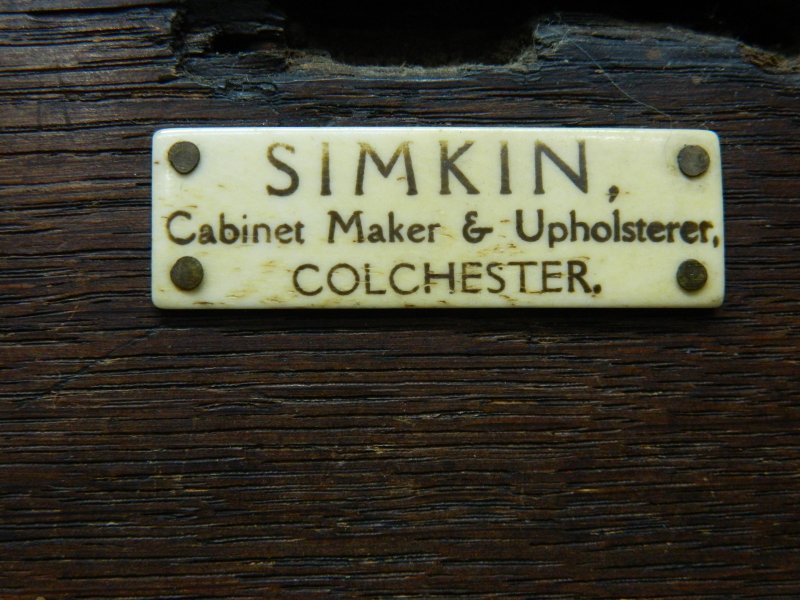 SIMKIN,
Cabinet Maker & Upholsterer,
COLCHESTER.